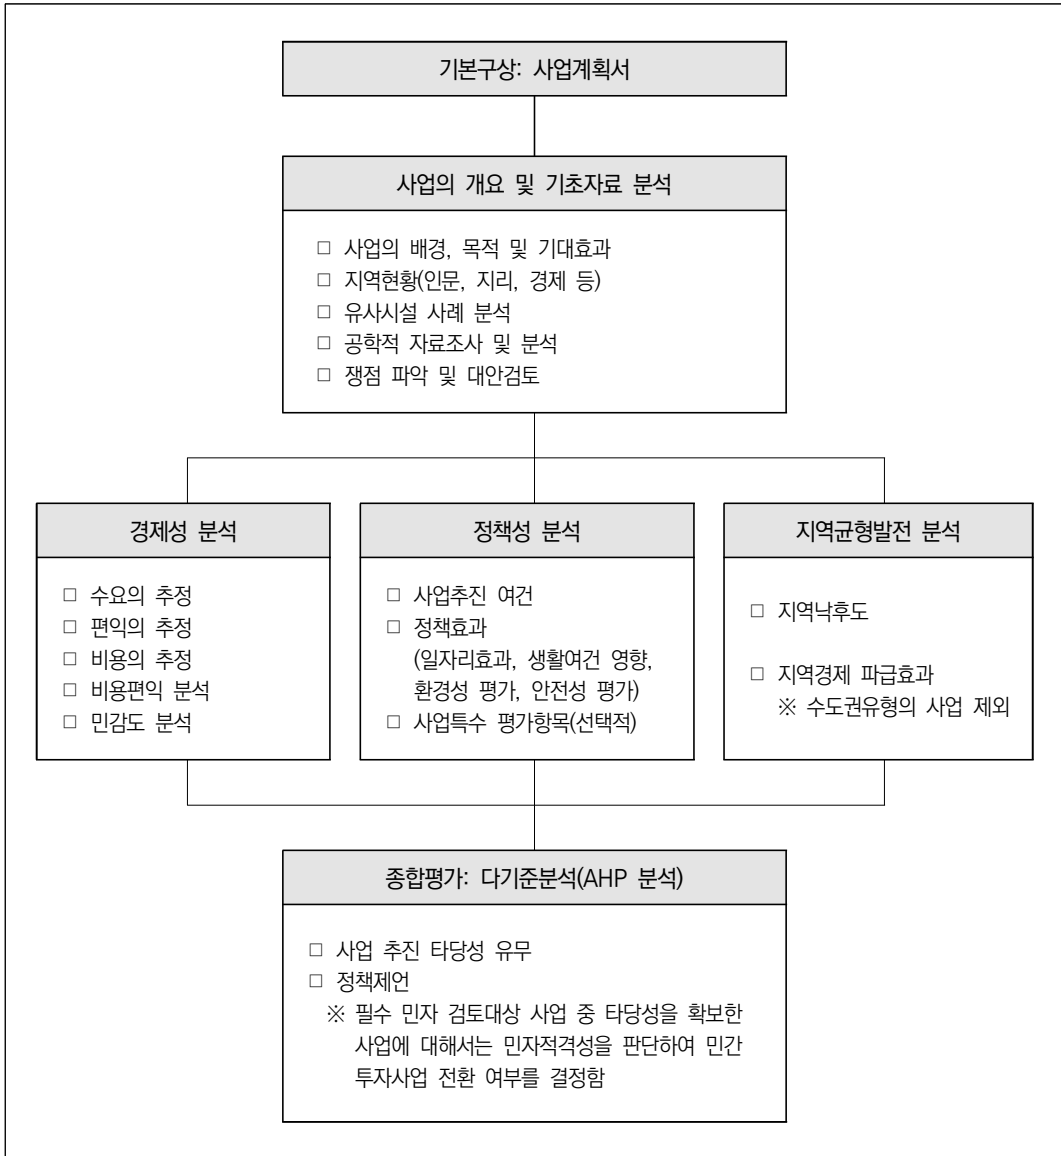 기본구상: 사업계획서
사업의 개요 및 기초자료 분석
□ 사업의 배경, 목적 및 기대효과
□ 지역현황(인문, 지리, 경제 등)
□ 유사시설 사례 분석
□ 공학적 자료조사 및 분석
□ 쟁점 파악 및 대안검토
경제성 분석
□ 수요의 추정
□ 편익의 추정
□ 비용의 추정
□ 비용편익 분석
□ 민감도 분석
정책성 분석
□ 사업추진 여건
□ 정책효과
(일자리효과, 생활여건 영향,
환경성 평가, 안전성 평가)
□ 사업특수 평가항목(선택적)
지역균형발전 분석
□ 지역낙후도
□ 지역경제 파급효과
※ 수도권유형의 사업 제외
종합평가: 다기준분석(AHP 분석)
□ 사업 추진 타당성 유무
□ 정책제언
※ 필수 민자 검토대상 사업 중 타당성을 확보한
사업에 대해서는 민자적격성을 판단하여 민간
투자사업 전환 여부를 결정함